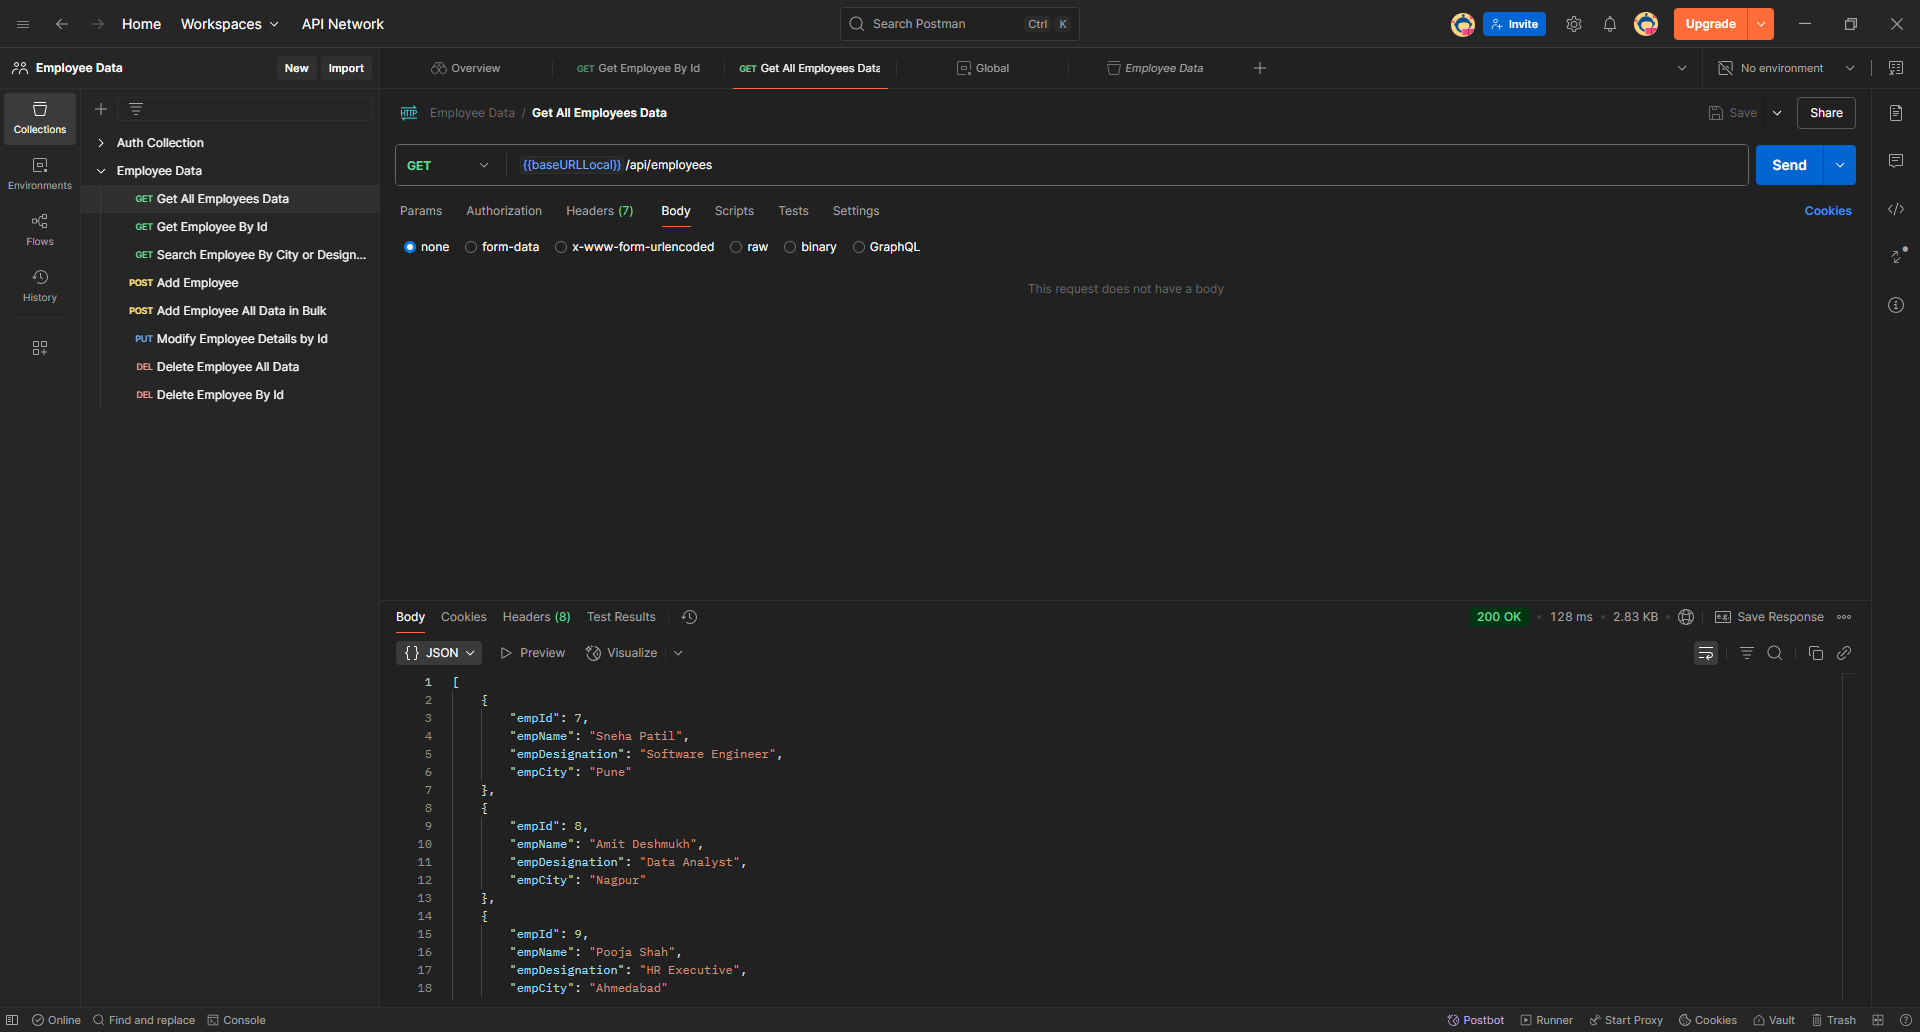 Home Workspaces API Network Search Postman Ctrl K Invite Upgrade
Employee Data New Import Overview GET Get Employee By Id GET Get All Employees Data Global Employee Data No environment
Collections
Environments
Flows
History
Auth Collection
Employee Data
GET Get All Employees Data
GET Get Employee By Id
GET Search Employee By City or Design...
POST Add Employee
POST Add Employee All Data in Bulk
PUT Modify Employee Details by Id
DEL Delete Employee All Data
DEL Delete Employee By Id
HTTP Employee Data / Get All Employees Data Save Share
GET {{baseURLLocal}} /api/employees Send
Params Authorization Headers (7) Body Scripts Tests Settings Cookies
none form-data x-www-form-urlencoded raw binary GraphQL
This request does not have a body
Body Cookies Headers (8) Test Results 200 OK • 128 ms • 2.83 KB • e.g. Save Response
{} JSON Preview Visualize
1 [
2 {
3 "empId": 7,
4 "empName": "Sneha Patil",
5 "empDesignation": "Software Engineer",
6 "empCity": "Pune"
7 },
8 {
9 "empId": 8,
10 "empName": "Amit Deshmukh",
11 "empDesignation": "Data Analyst",
12 "empCity": "Nagpur"
13 },
14 {
15 "empId": 9,
16 "empName": "Pooja Shah",
17 "empDesignation": "HR Executive",
18 "empCity": "Ahmedabad"
Online Find and replace Console Postbot Runner Start Proxy Cookies Vault Trash